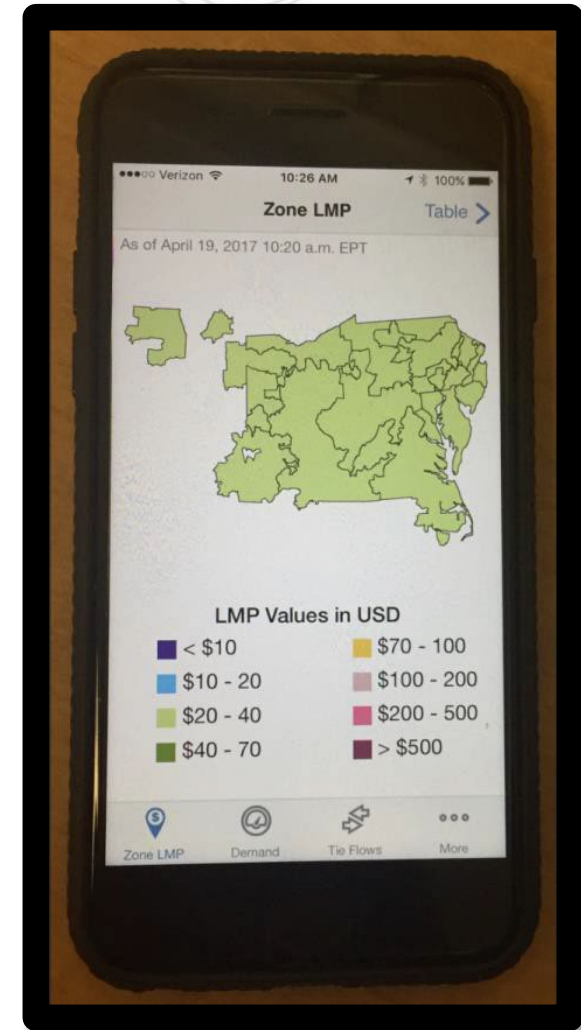 ●●●○○ Verizon 10:26 AM 100%
Zone LMP Table >
As of April 19, 2017 10:20 a.m. EPT
LMP Values in USD
< $10 $70 - 100
$10 - 20 $100 - 200
$20 - 40 $200 - 500
$40 - 70 > $500
$
Zone LMP Demand Tie Flows More